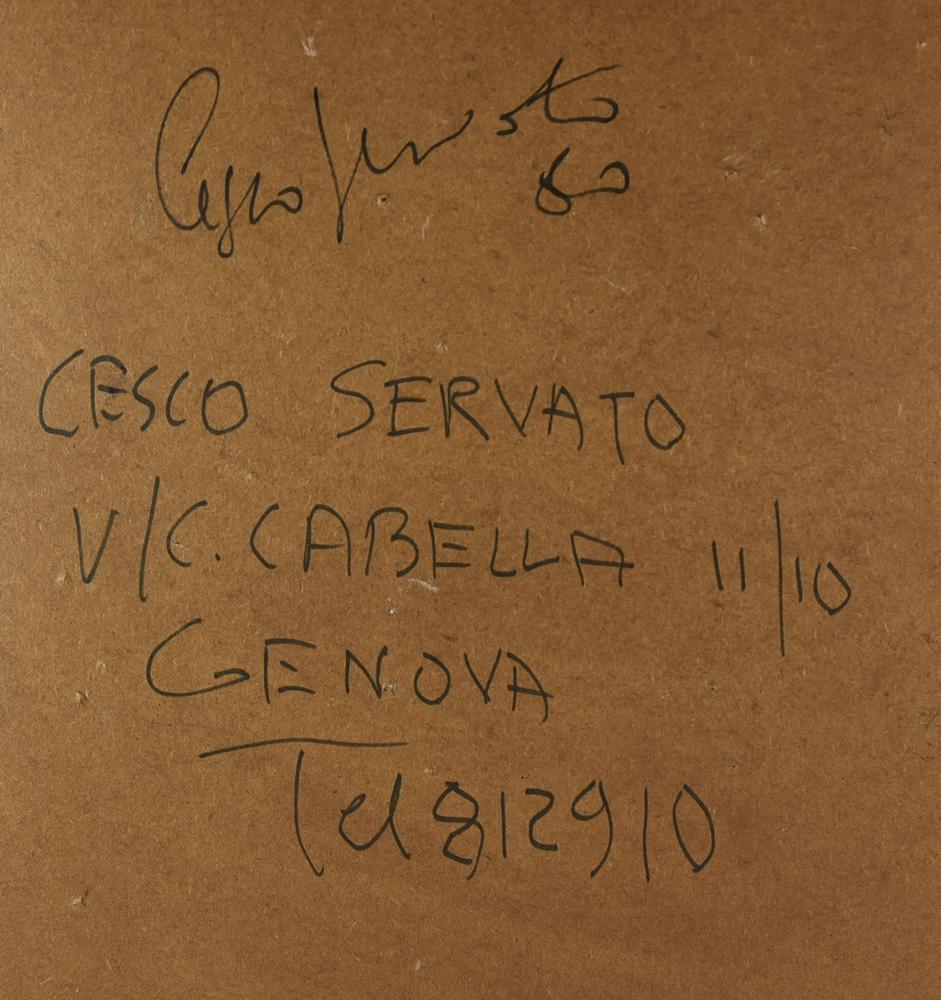 Cesco Servato
80
CESCO SERVATO
V/C. CABELLA 11/10
GENOVA
Tel 812910